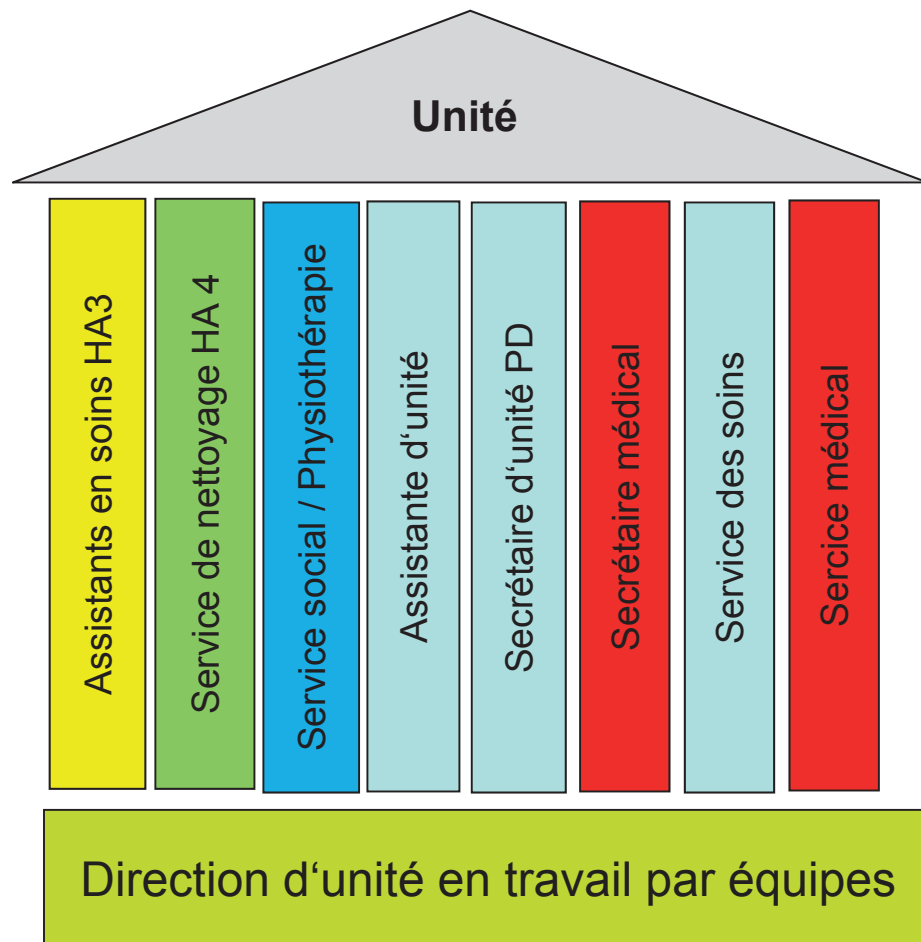 Unité
Assistants en soins HA3
Service de nettoyage HA 4
Service social / Physiothérapie
Assistante d‘unité
Secrétaire d‘unité PD
Secrétaire médical
Service des soins
Sercice médical
Direction d‘unité en travail par équipes